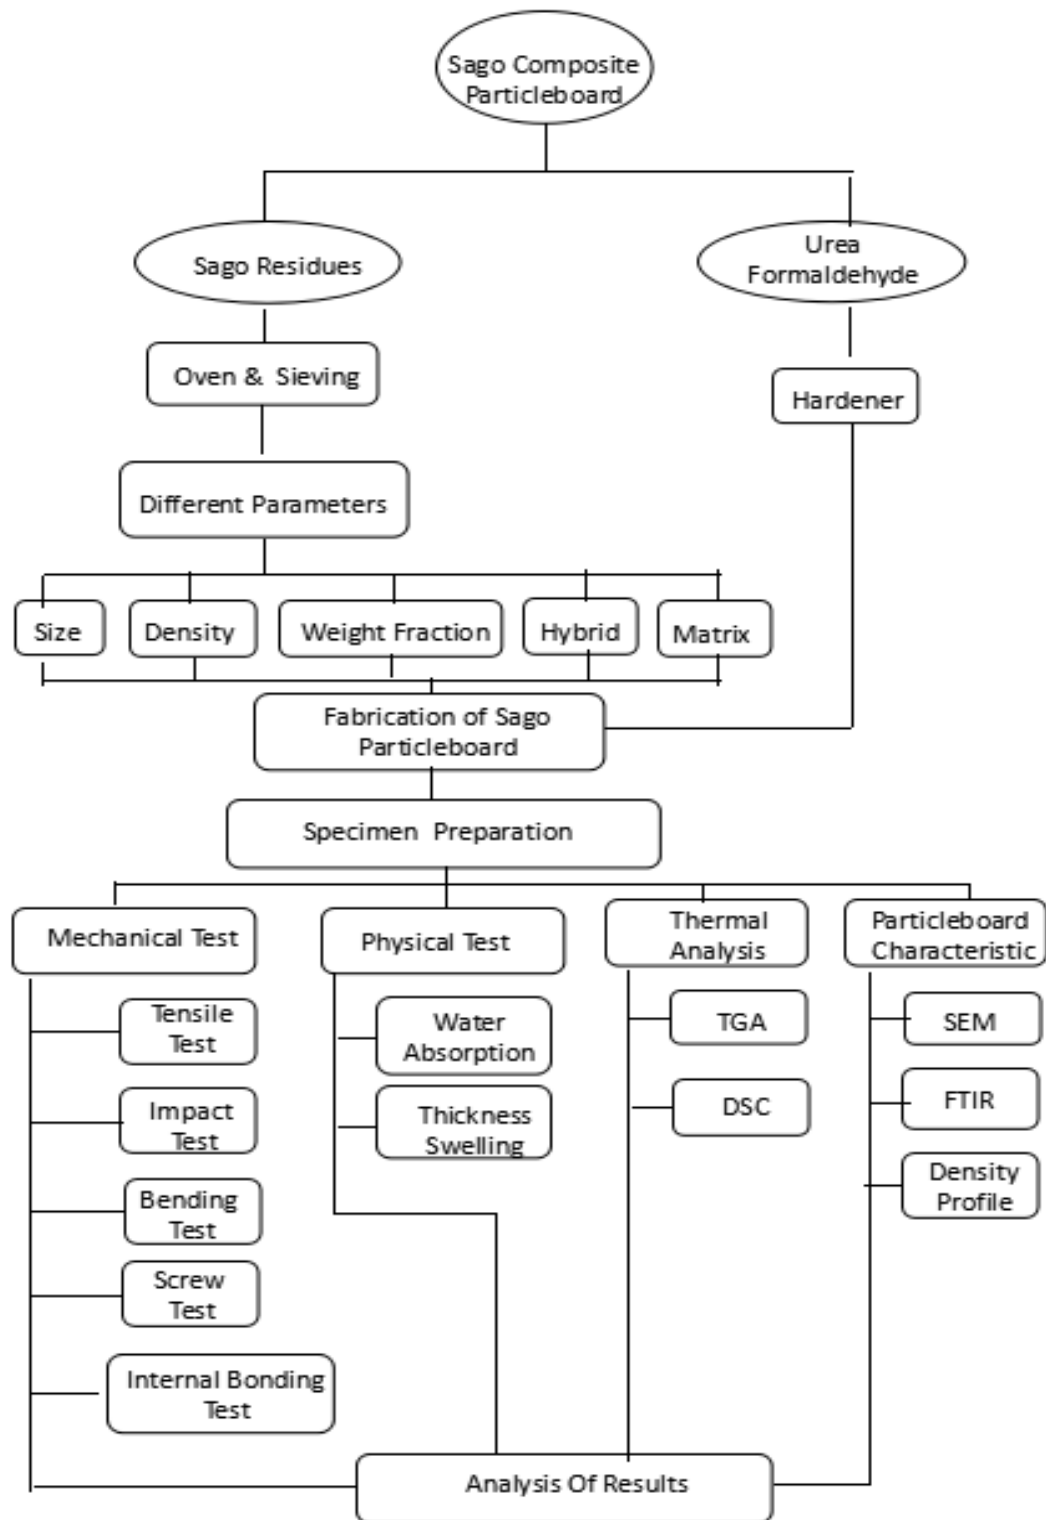 Sago Composite
Particleboard
Sago Residues
Urea
Formaldehyde
Oven & Sieving
Hardener
Different Parameters
Size
Density
Weight Fraction
Hybrid
Matrix
Fabrication of Sago
Particleboard
Specimen Preparation
Mechanical Test
Physical Test
Thermal
Analysis
Particleboard
Characteristic
Tensile
Test
Impact
Test
Bending
Test
Screw
Test
Internal Bonding
Test
Water
Absorption
Thickness
Swelling
TGA
DSC
SEM
FTIR
Density
Profile
Analysis Of Results